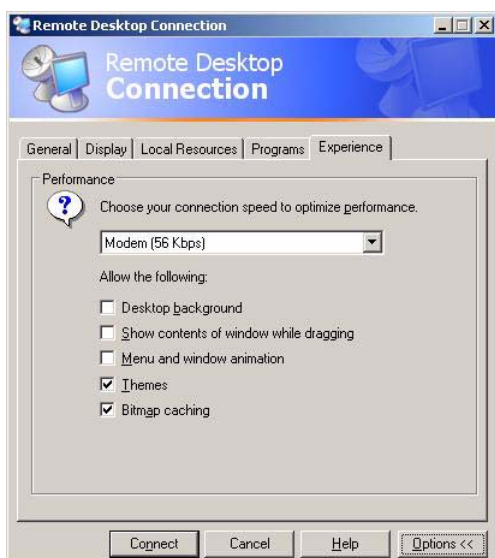 Remote Desktop Connection
Remote Desktop
Connection
General Display Local Resources Programs Experience
Performance
Choose your connection speed to optimize performance.
Modem (56 Kbps)
Allow the following:
Desktop background
Show contents of window while dragging
Menu and window animation
Themes
Bitmap caching
Connect Cancel Help Options <<